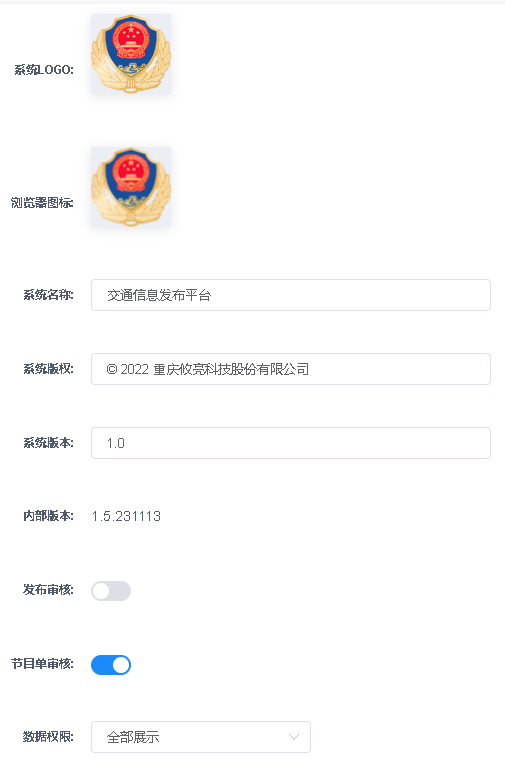 系统LOGO:
浏览器图标:
系统名称: 交通信息发布平台
系统版权: © 2022 重庆攸亮科技股份有限公司
系统版本: 1.0
内部版本: 1.5.231113
发布审核:
节目单审核:
数据权限: 全部展示